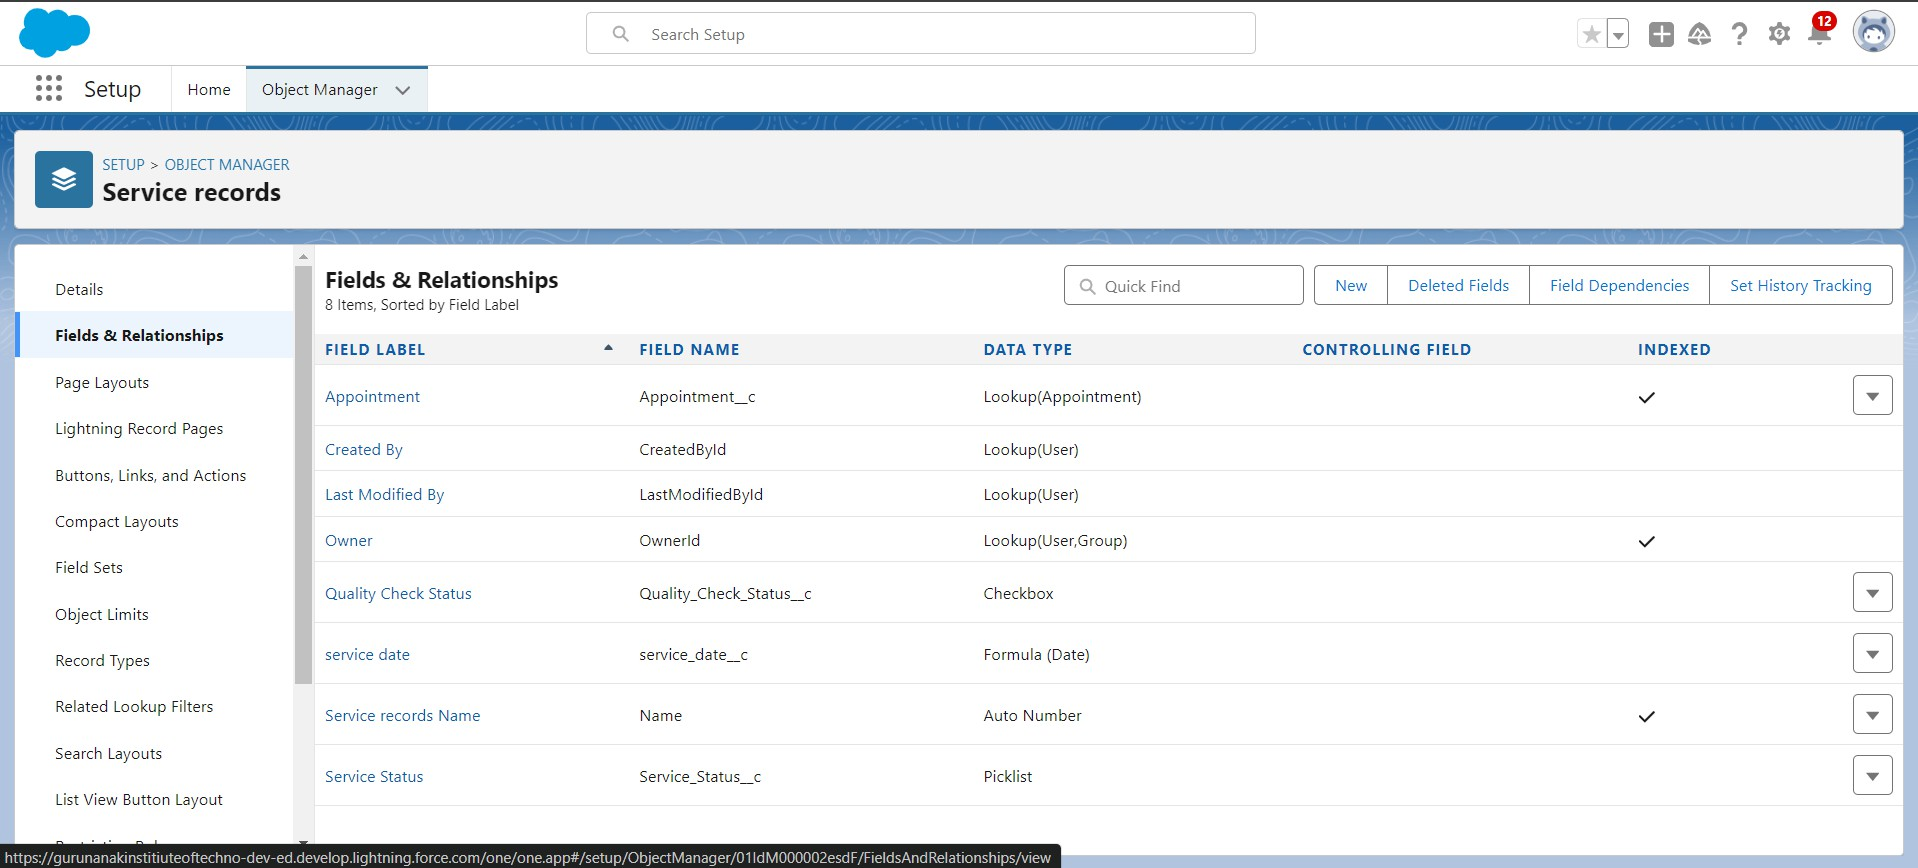 Search Setup
12
Setup
Home
Object Manager
SETUP > OBJECT MANAGER
Service records
Details
Fields & Relationships
Page Layouts
Lightning Record Pages
Buttons, Links, and Actions
Compact Layouts
Field Sets
Object Limits
Record Types
Related Lookup Filters
Search Layouts
List View Button Layout
Fields & Relationships
8 Items, Sorted by Field Label
Quick Find
New
Deleted Fields
Field Dependencies
Set History Tracking
FIELD LABEL FIELD NAME DATA TYPE CONTROLLING FIELD INDEXED
Appointment Appointment__c Lookup(Appointment)
Created By CreatedById Lookup(User)
Last Modified By LastModifiedById Lookup(User)
Owner OwnerId Lookup(User,Group)
Quality Check Status Quality_Check_Status__c Checkbox
service date service_date__c Formula (Date)
Service records Name Name Auto Number
Service Status Service_Status__c Picklist
https://gurunanakinstitiuteoftechno-dev-ed.develop.lightning.force.com/one/one.app#/setup/ObjectManager/01IdM000002esdF/FieldsAndRelationships/view